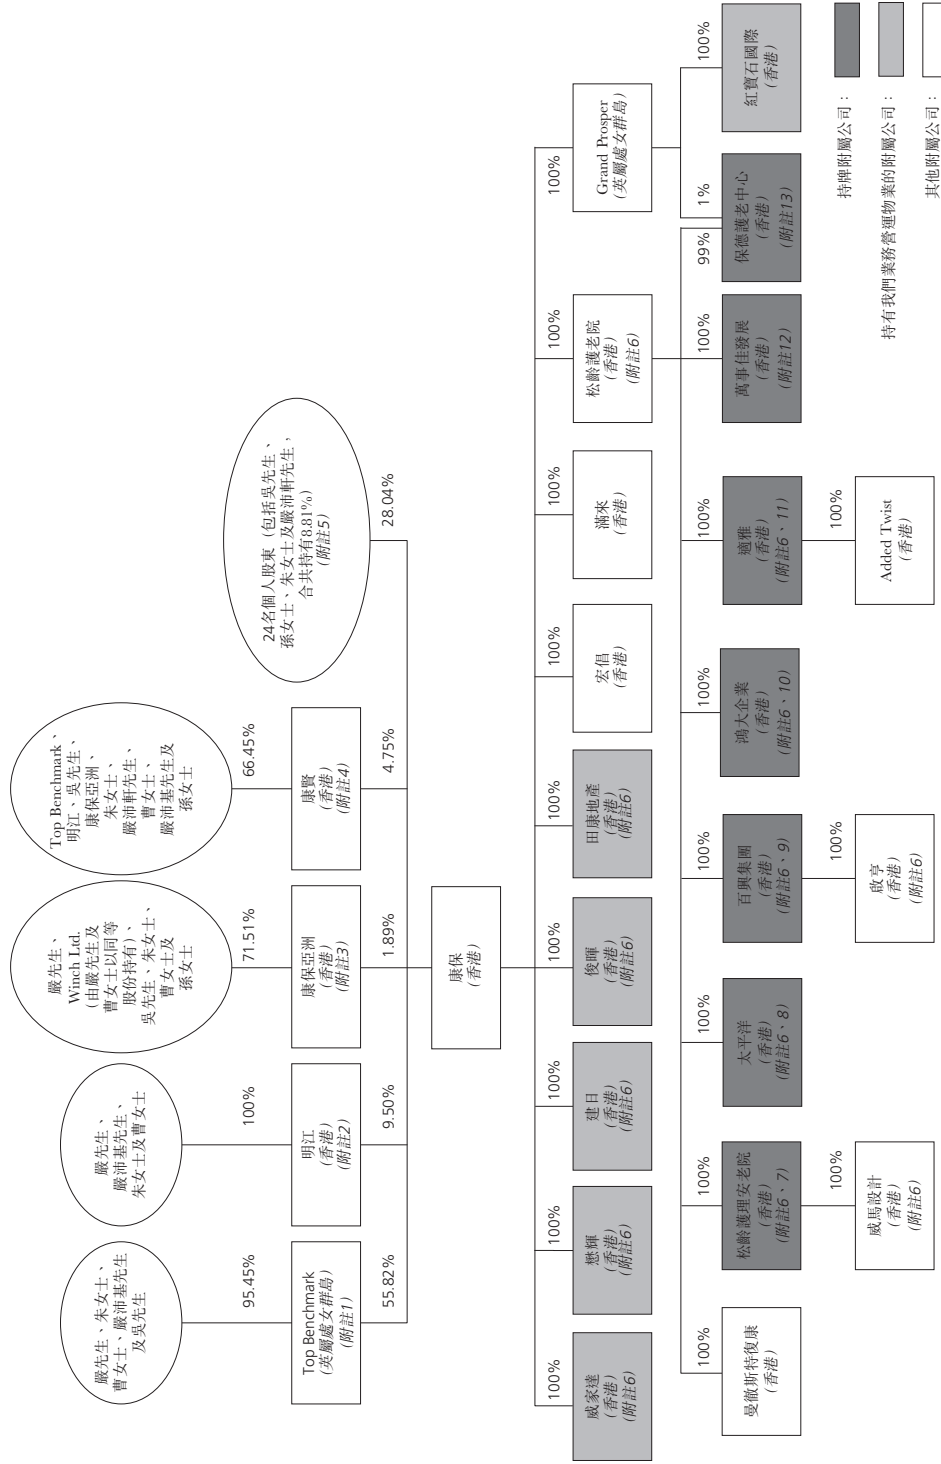 嚴先生、朱女士、
曹女士、嚴沛基先生
及吳先生
嚴先生、
嚴沛基先生、
朱女士及曹女士
嚴先生、
Winch Ltd.
(由嚴先生及
曹女士以同等
股份持有)、
吳先生、朱女士、
曹女士及
孫女士
Top Benchmark、
明江、吳先生、
康保亞洲、
朱女士、
嚴沛軒先生、
曹女士、
嚴沛基先生及
孫女士
24名個人股東（包括吳先生、
孫女士、朱女士及嚴沛軒先生，
合共持有8.81%）
(附註5)
95.45%
100%
71.51%
66.45%
Top Benchmark
(英屬處女群島)
(附註1)
明江
(香港)
(附註2)
康保亞洲
(香港)
(附註3)
康賢
(香港)
(附註4)
55.82%
9.50%
1.89%
4.75%
28.04%
康保
(香港)
100%
100%
100%
100%
100%
100%
100%
100%
100%
威家達
(香港)
(附註6)
懋輝
(香港)
(附註6)
建日
(香港)
(附註6)
俊暉
(香港)
(附註6)
田康地產
(香港)
(附註6)
宏倡
(香港)
滿來
(香港)
松齡護老院
(香港)
(附註6)
Grand Prosper
(英屬處女群島)
100%
100%
100%
100%
100%
100%
100%
99%
1%
100%
曼徹斯特復康
(香港)
松齡護理安老院
(香港)
(附註6、7)
太平洋
(香港)
(附註6、8)
百興集團
(香港)
(附註6、9)
鴻大企業
(香港)
(附註6、10)
適雅
(香港)
(附註6、11)
萬事佳發展
(香港)
(附註12)
保德護老中心
(香港)
(附註13)
紅寶石國際
(香港)
100%
100%
100%
威馬設計
(香港)
(附註6)
啟亨
(香港)
(附註6)
Added Twist
(香港)
持牌附屬公司：
持有我們業務營運物業的附屬公司：
其他附屬公司：